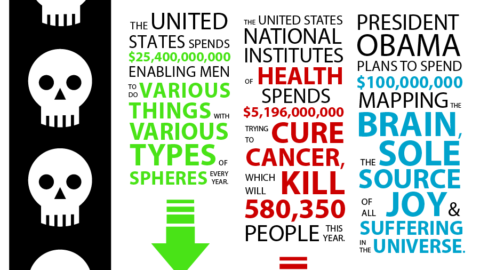 THE UNITED
STATES SPENDS
$25,400,000,000
ENABLING MEN
TO DO VARIOUS
THINGS WITH
VARIOUS
TYPES OF
SPHERES EVERY YEAR.
THE UNITED STATES
NATIONAL
INSTITUTES
OF HEALTH
SPENDS
$5,196,000,000
TRYING TO CURE
CANCER,
WHICH WILL KILL
580,350
PEOPLE THIS YEAR.
PRESIDENT
OBAMA
PLANS TO SPEND
$100,000,000
MAPPING THE
BRAIN,
THE SOLE
SOURCE
OF ALL JOY &
SUFFERING
IN THE UNIVERSE.